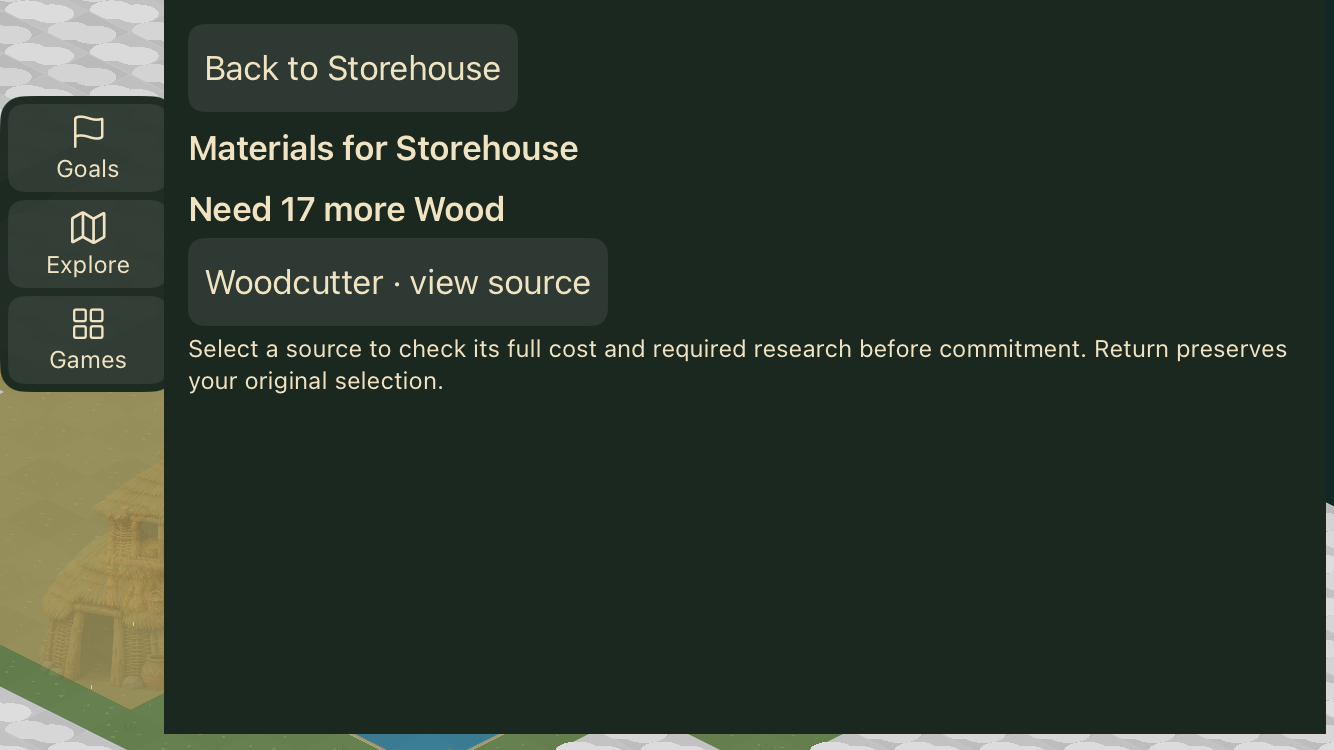 Back to Storehouse
Materials for Storehouse
Goals
Need 17 more Wood
Explore
Woodcutter · view source
Games
Select a source to check its full cost and required research before commitment. Return preserves
your original selection.